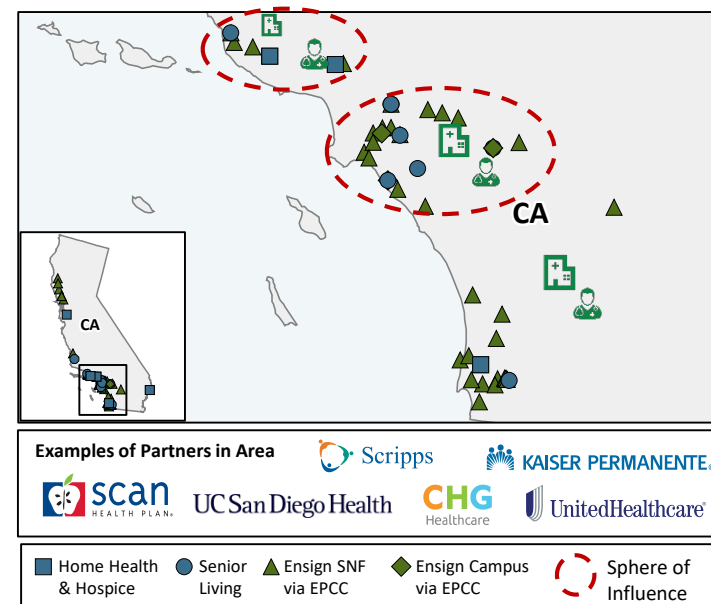 CA
CA
Examples of Partners in Area
Scripps
KAISER PERMANENTE®
scan
HEALTH PLAN®
UC San Diego Health
CHG
Healthcare
UnitedHealthcare®
Home Health
& Hospice
Senior
Living
Ensign SNF
via EPCC
Ensign Campus
via EPCC
Sphere of
Influence